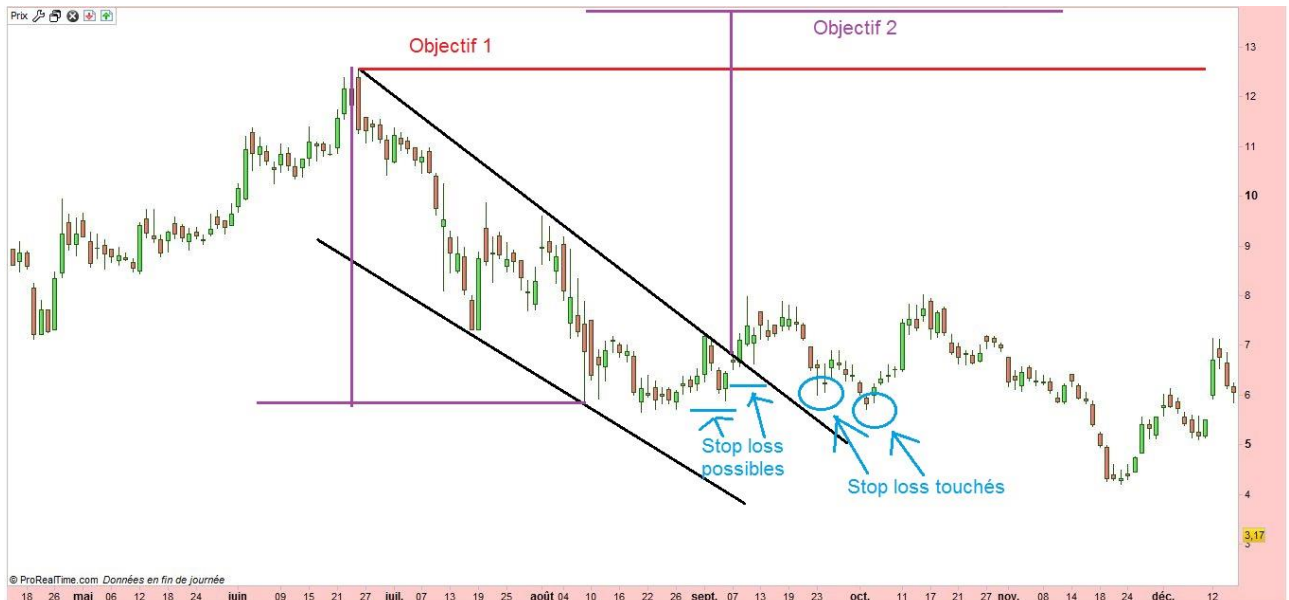 Prix
Objectif 1
Objectif 2
13
12
11
10
9
8
7
6
5
4
3,17
3
Stop loss
possibles
Stop loss touchés
© ProRealTime.com Données en fin de journée
18 26 mai 06 12 18 24 juin 09 15 21 27 juil. 07 13 19 25 août 04 10 16 22 26 sept. 07 13 19 23 oct. 11 17 21 27 nov. 08 14 18 24 déc. 12